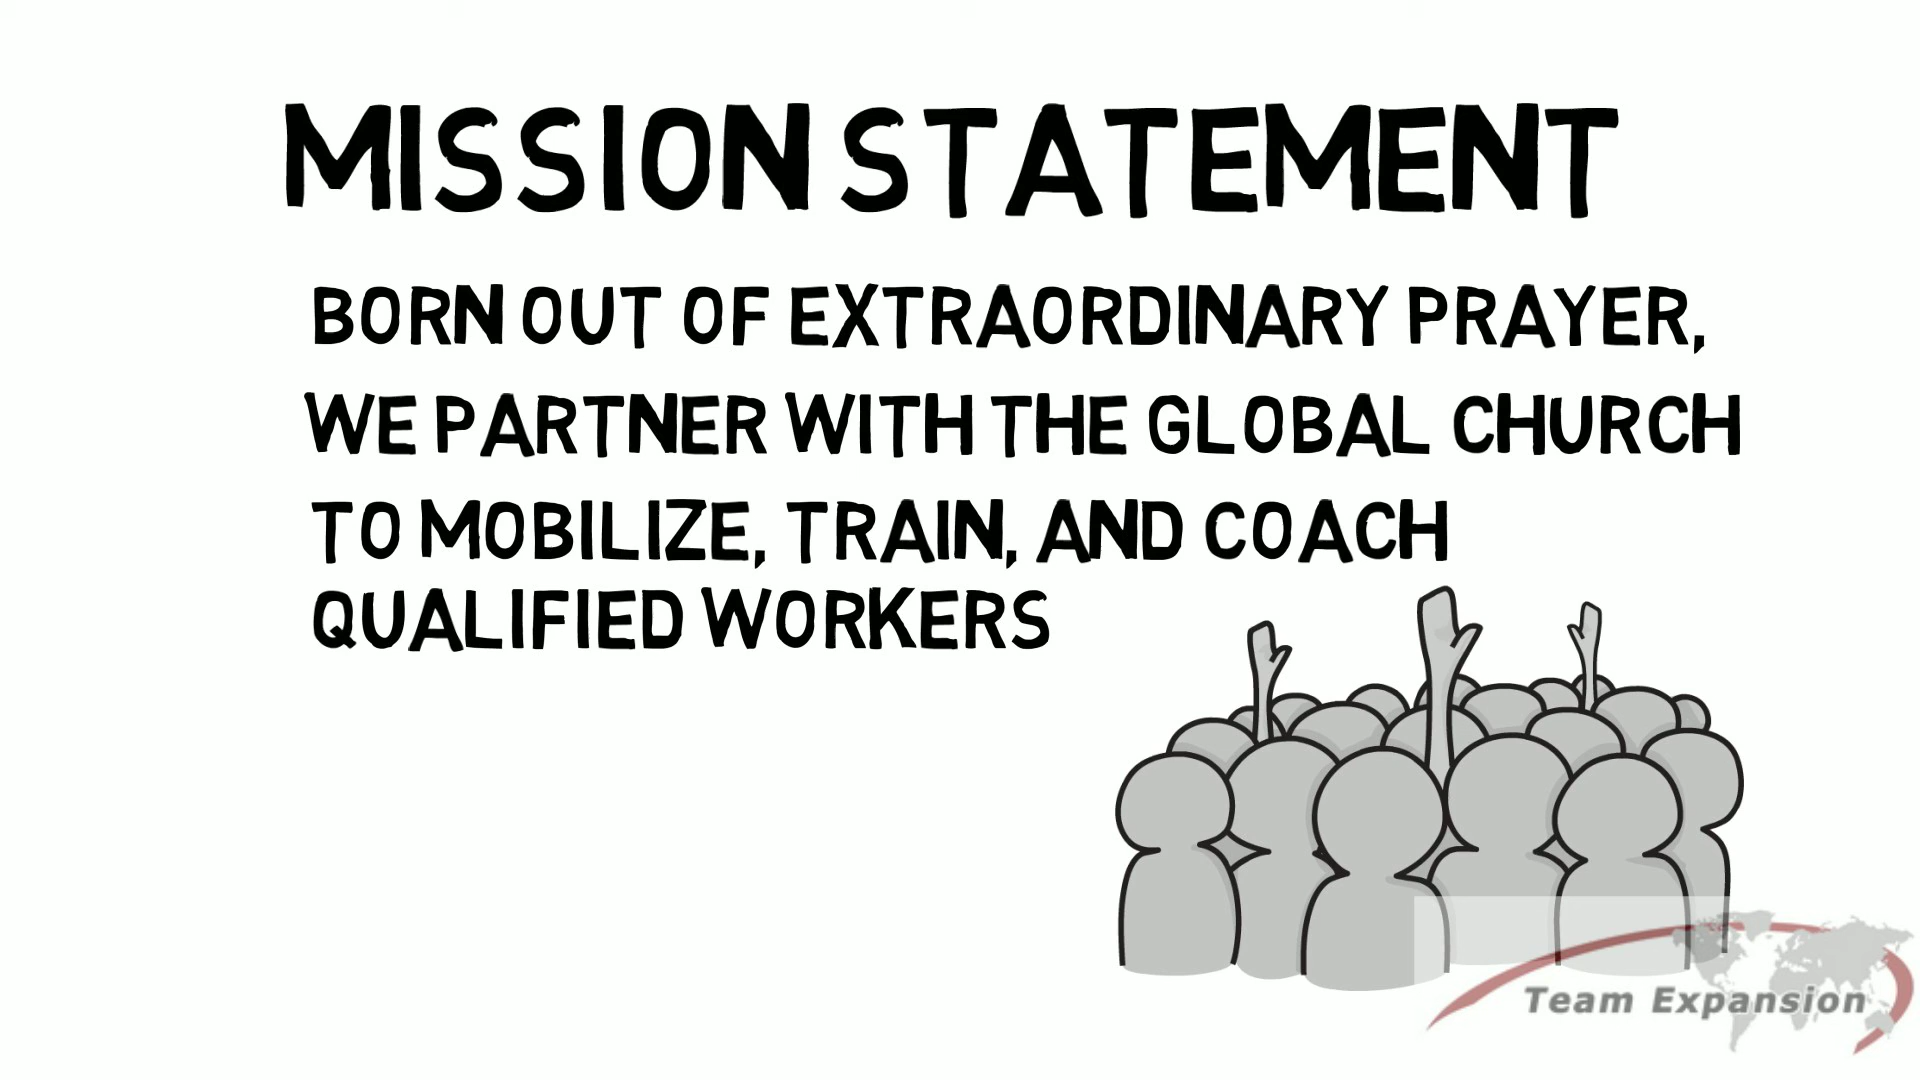 MISSION STATEMENT
BORN OUT OF EXTRAORDINARY PRAYER,
WE PARTNER WITH THE GLOBAL CHURCH
TO MOBILIZE, TRAIN, AND COACH
QUALIFIED WORKERS
Team Expansion